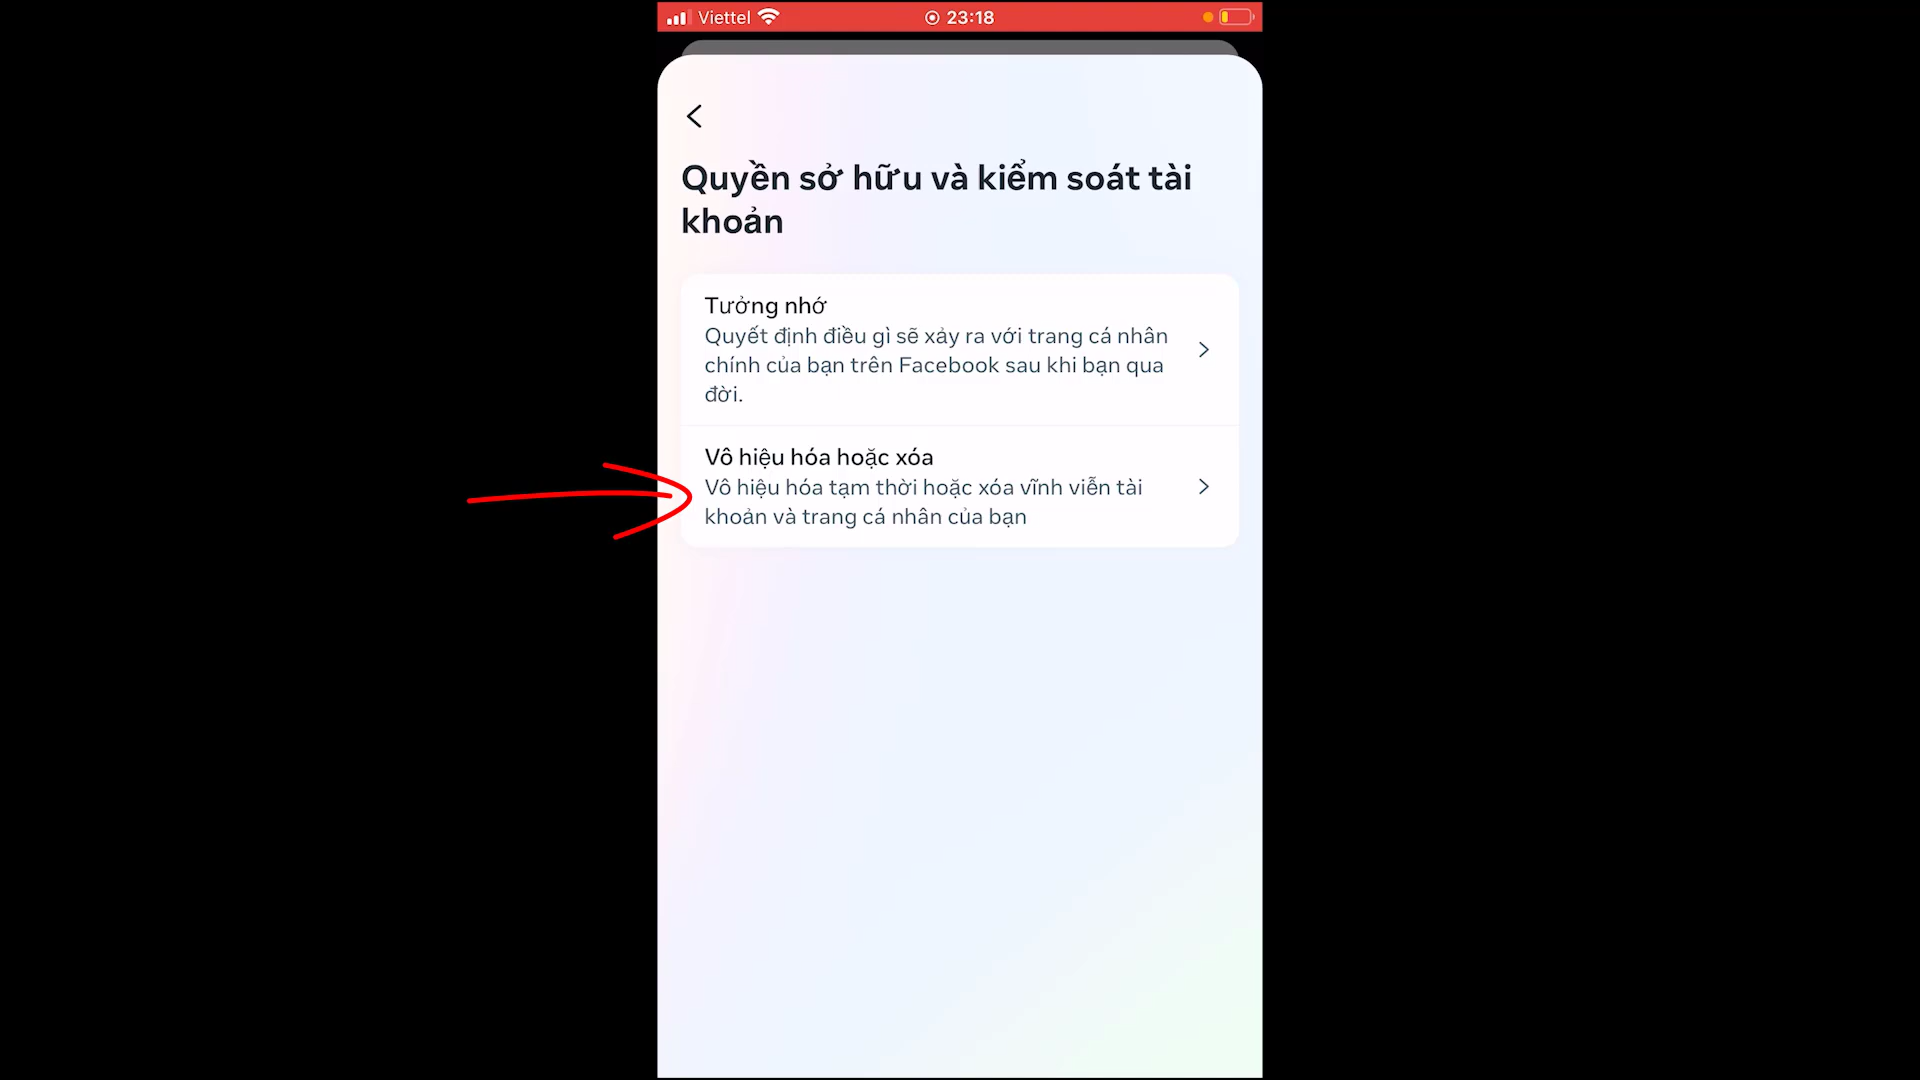 Viettel 23:18
Quyền sở hữu và kiểm soát tài
khoản
Tưởng nhớ
Quyết định điều gì sẽ xảy ra với trang cá nhân
chính của bạn trên Facebook sau khi bạn qua
đời.
Vô hiệu hóa hoặc xóa
Vô hiệu hóa tạm thời hoặc xóa vĩnh viễn tài
khoản và trang cá nhân của bạn